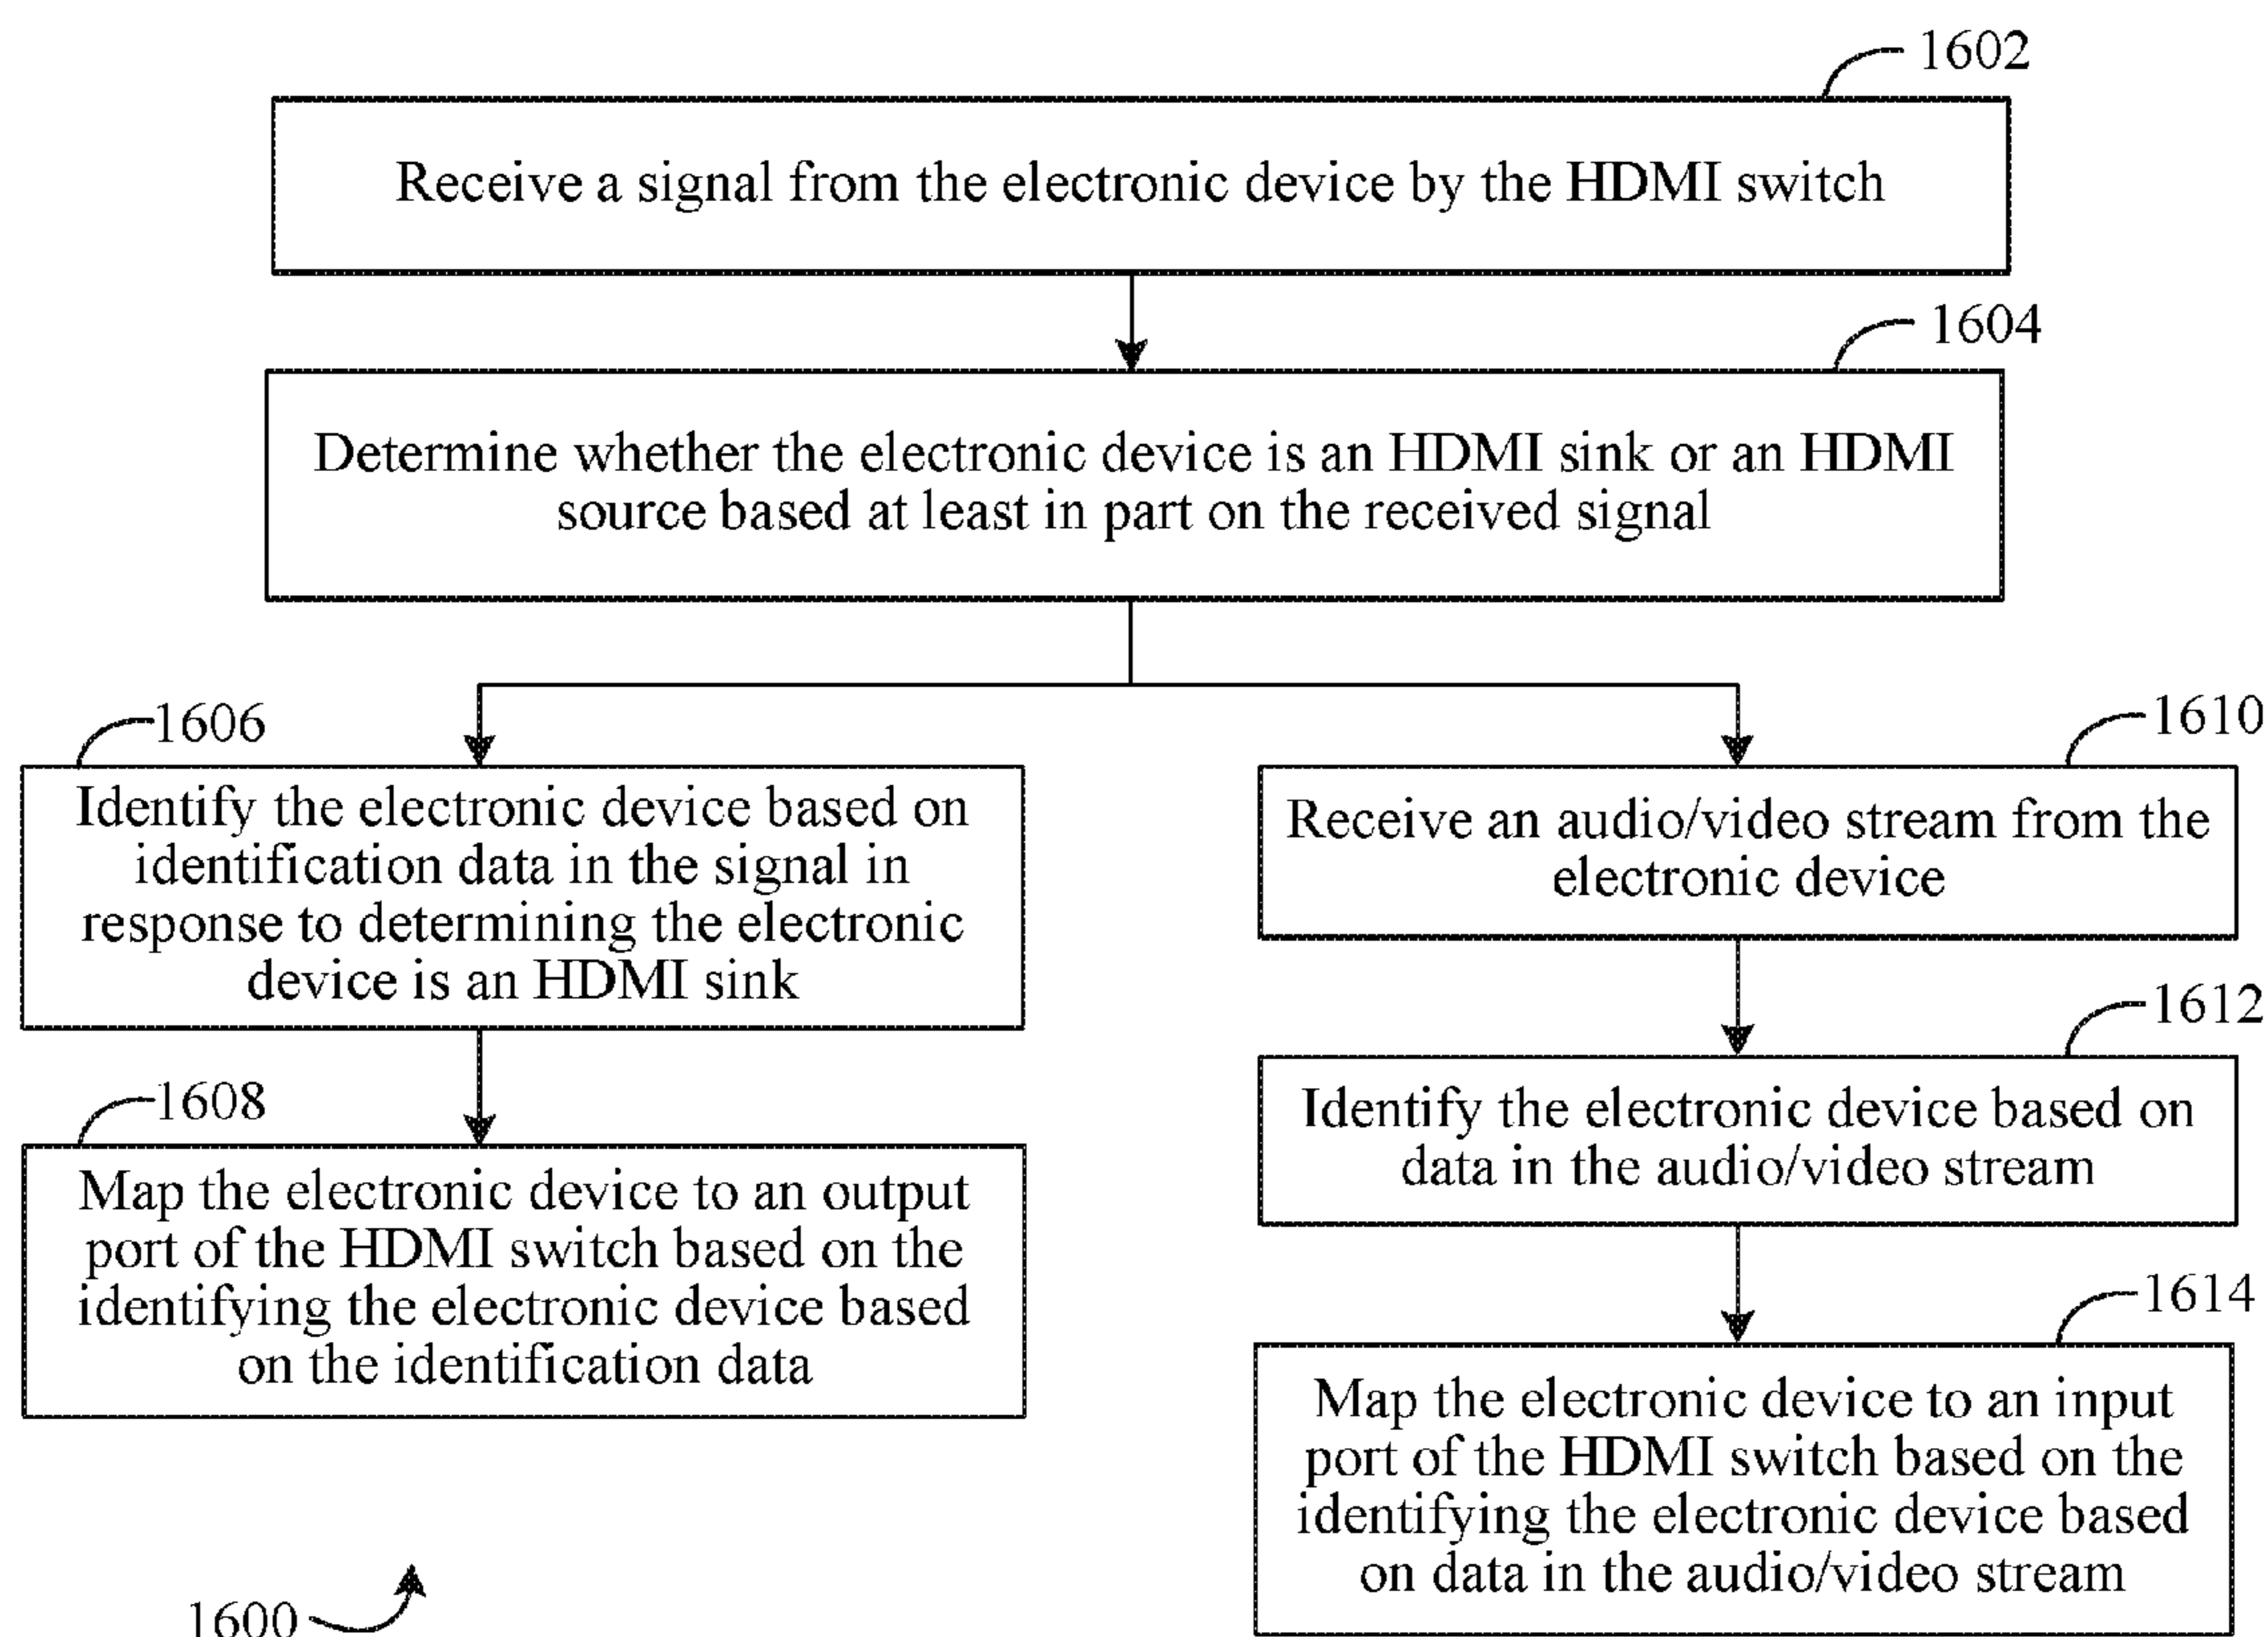 1602
Receive a signal from the electronic device by the HDMI switch
1604
Determine whether the electronic device is an HDMI sink or an HDMI
source based at least in part on the received signal
1606
Identify the electronic device based on
identification data in the signal in
response to determining the electronic
device is an HDMI sink
1608
Map the electronic device to an output
port of the HDMI switch based on the
identifying the electronic device based
on the identification data
1610
Receive an audio/video stream from the
electronic device
1612
Identify the electronic device based on
data in the audio/video stream
1614
Map the electronic device to an input
port of the HDMI switch based on the
identifying the electronic device based
on data in the audio/video stream
1600